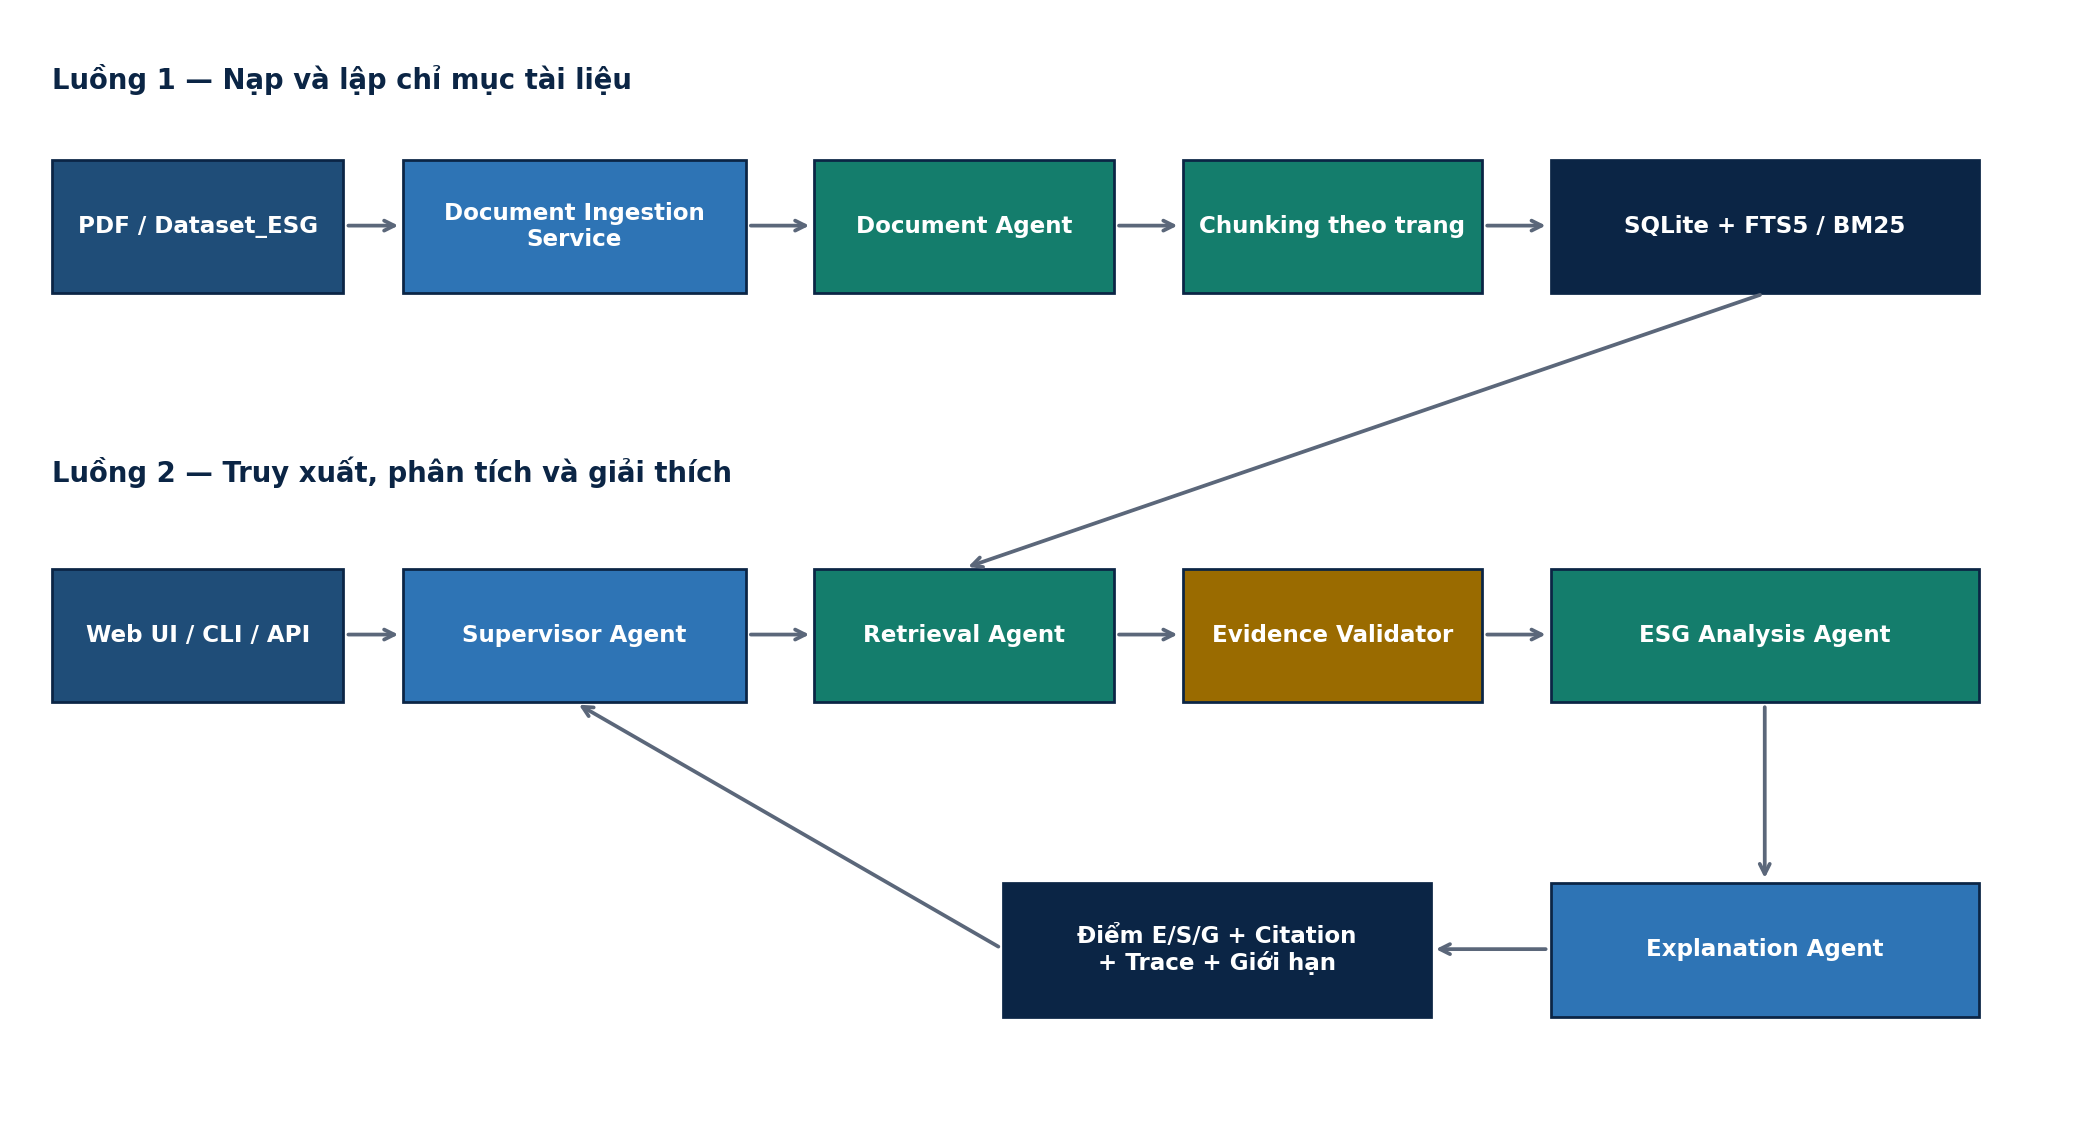 Luồng 1 — Nạp và lập chỉ mục tài liệu
PDF / Dataset_ESG
Document Ingestion
Service
Document Agent
Chunking theo trang
SQLite + FTS5 / BM25
Luồng 2 — Truy xuất, phân tích và giải thích
Web UI / CLI / API
Supervisor Agent
Retrieval Agent
Evidence Validator
ESG Analysis Agent
Điểm E/S/G + Citation
+ Trace + Giới hạn
Explanation Agent